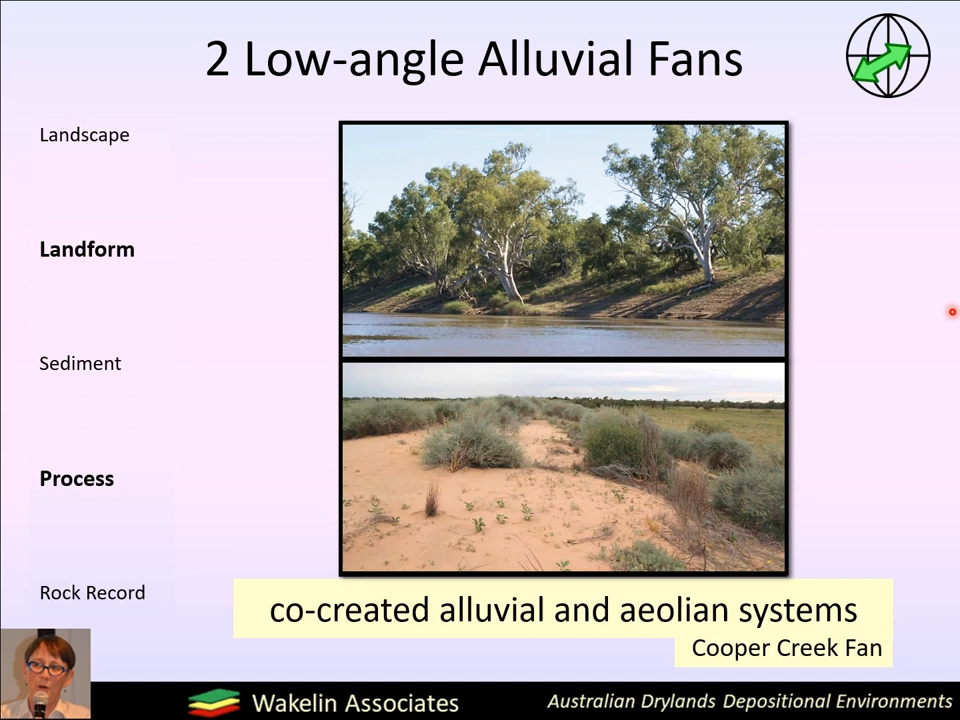 2 Low-angle Alluvial Fans
Landscape
Landform
Sediment
Process
Rock Record
co-created alluvial and aeolian systems
Cooper Creek Fan
Wakelin Associates
Australian Drylands Depositional Environments